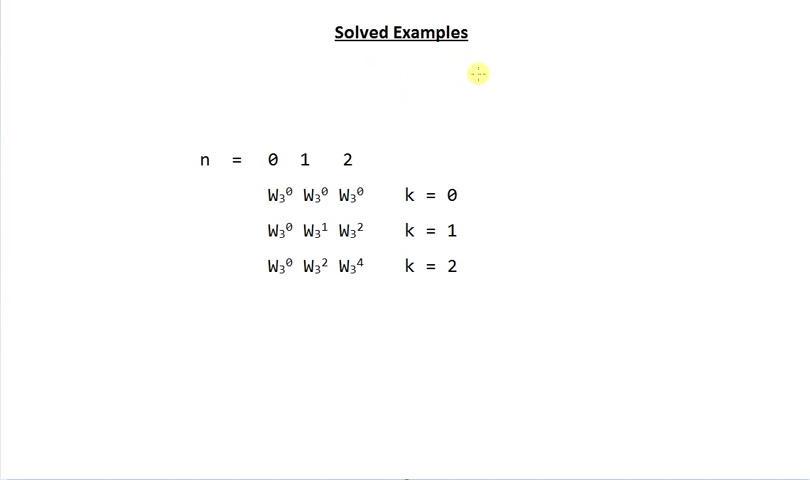 Solved Examples
n = 0 1 2
W₃⁰ W₃⁰ W₃⁰ k = 0
W₃⁰ W₃¹ W₃² k = 1
W₃⁰ W₃² W₃⁴ k = 2